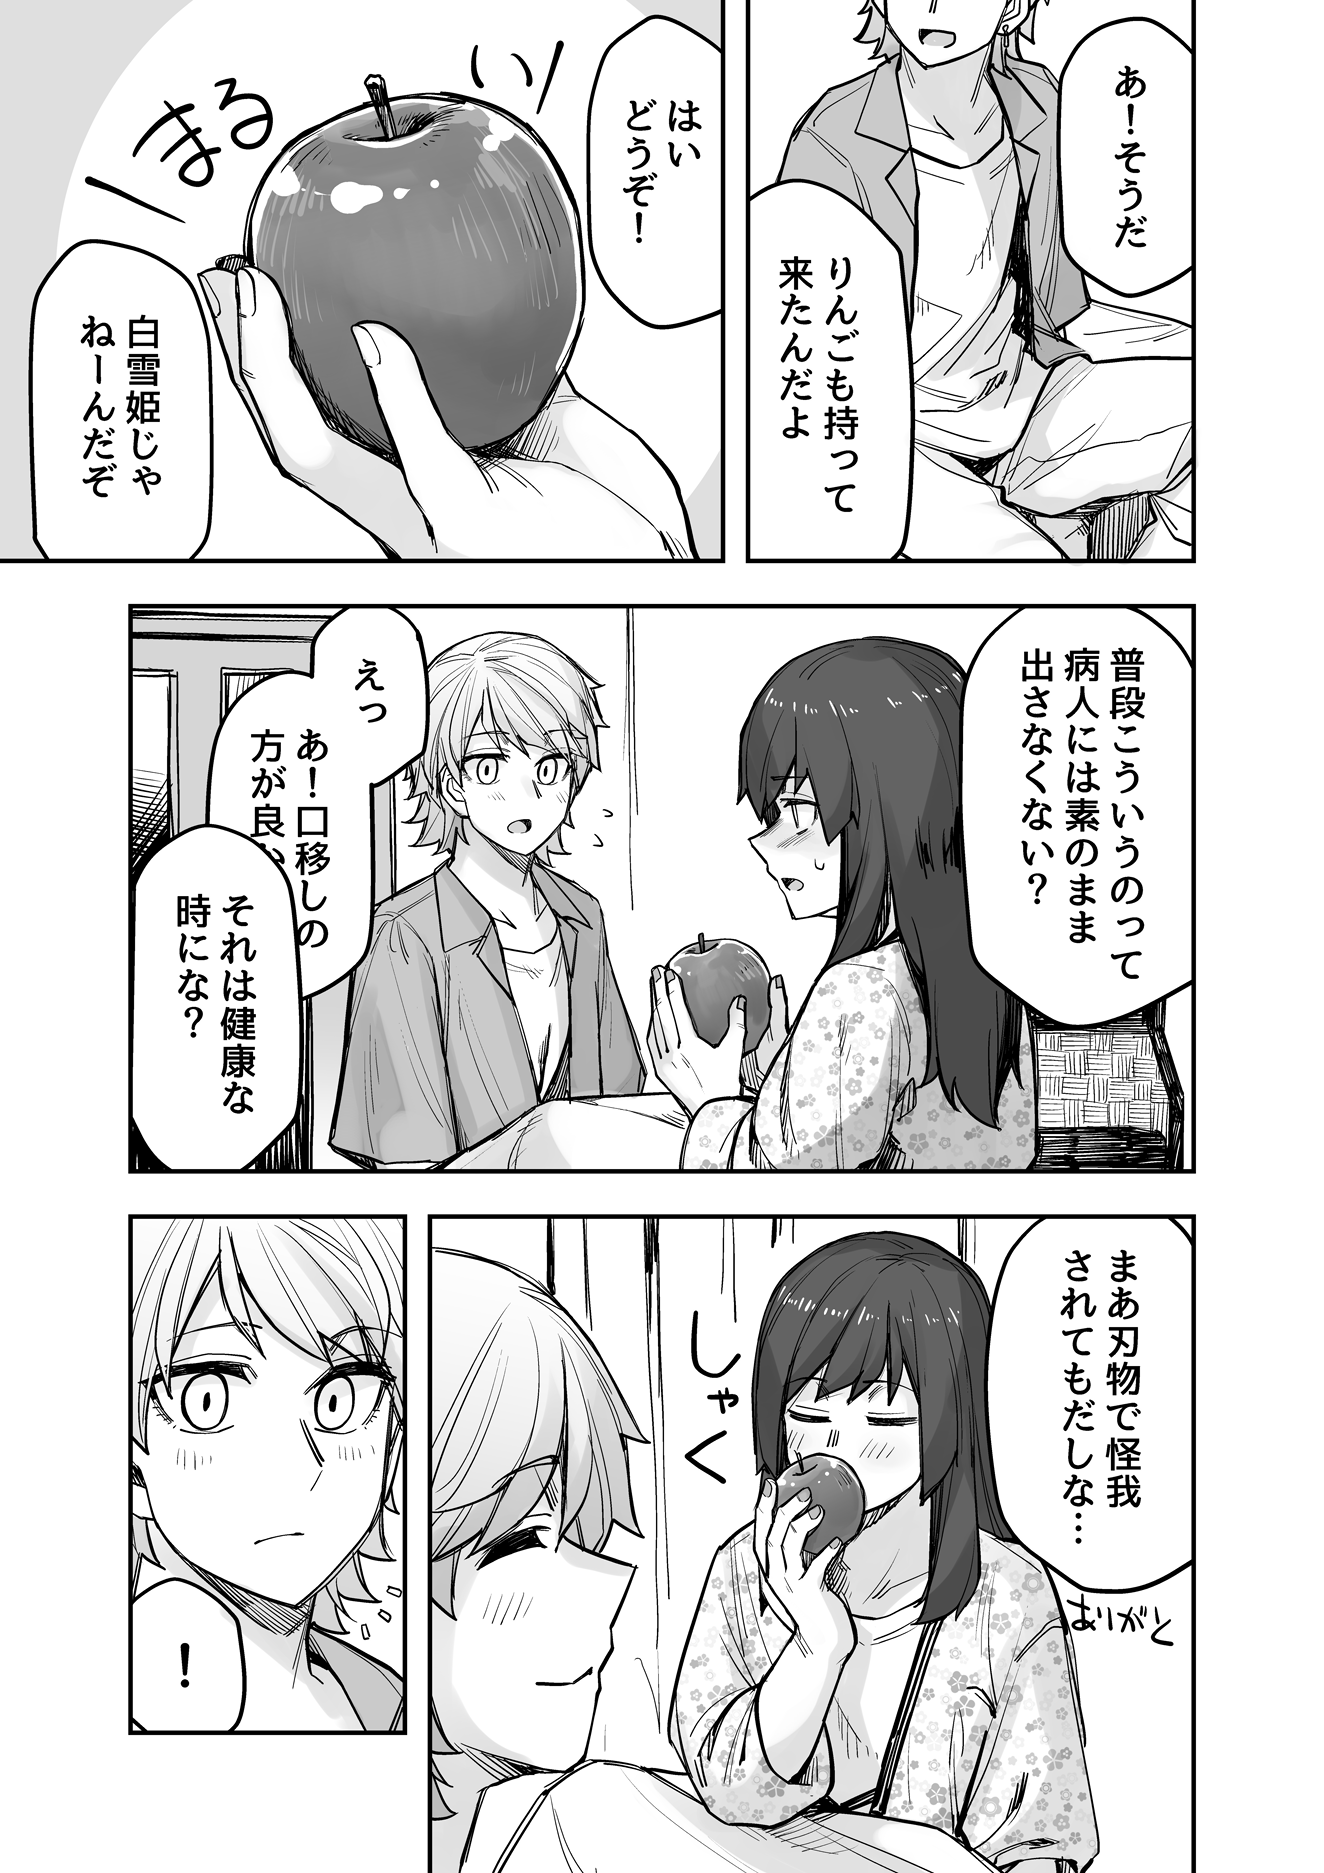 あ！そうだ
りんごも持って
来たんだよ
はい
どうぞ！
まるっ
白雪姫じゃ
ねーんだぞ
普段こういうのって
病人には素のまま
出さなくない？
えっ
あ！口移しの
方が良か
それは健康な
時にな？
まあ刃物で怪我
されてもだしな…
ありがと
しゃく
！